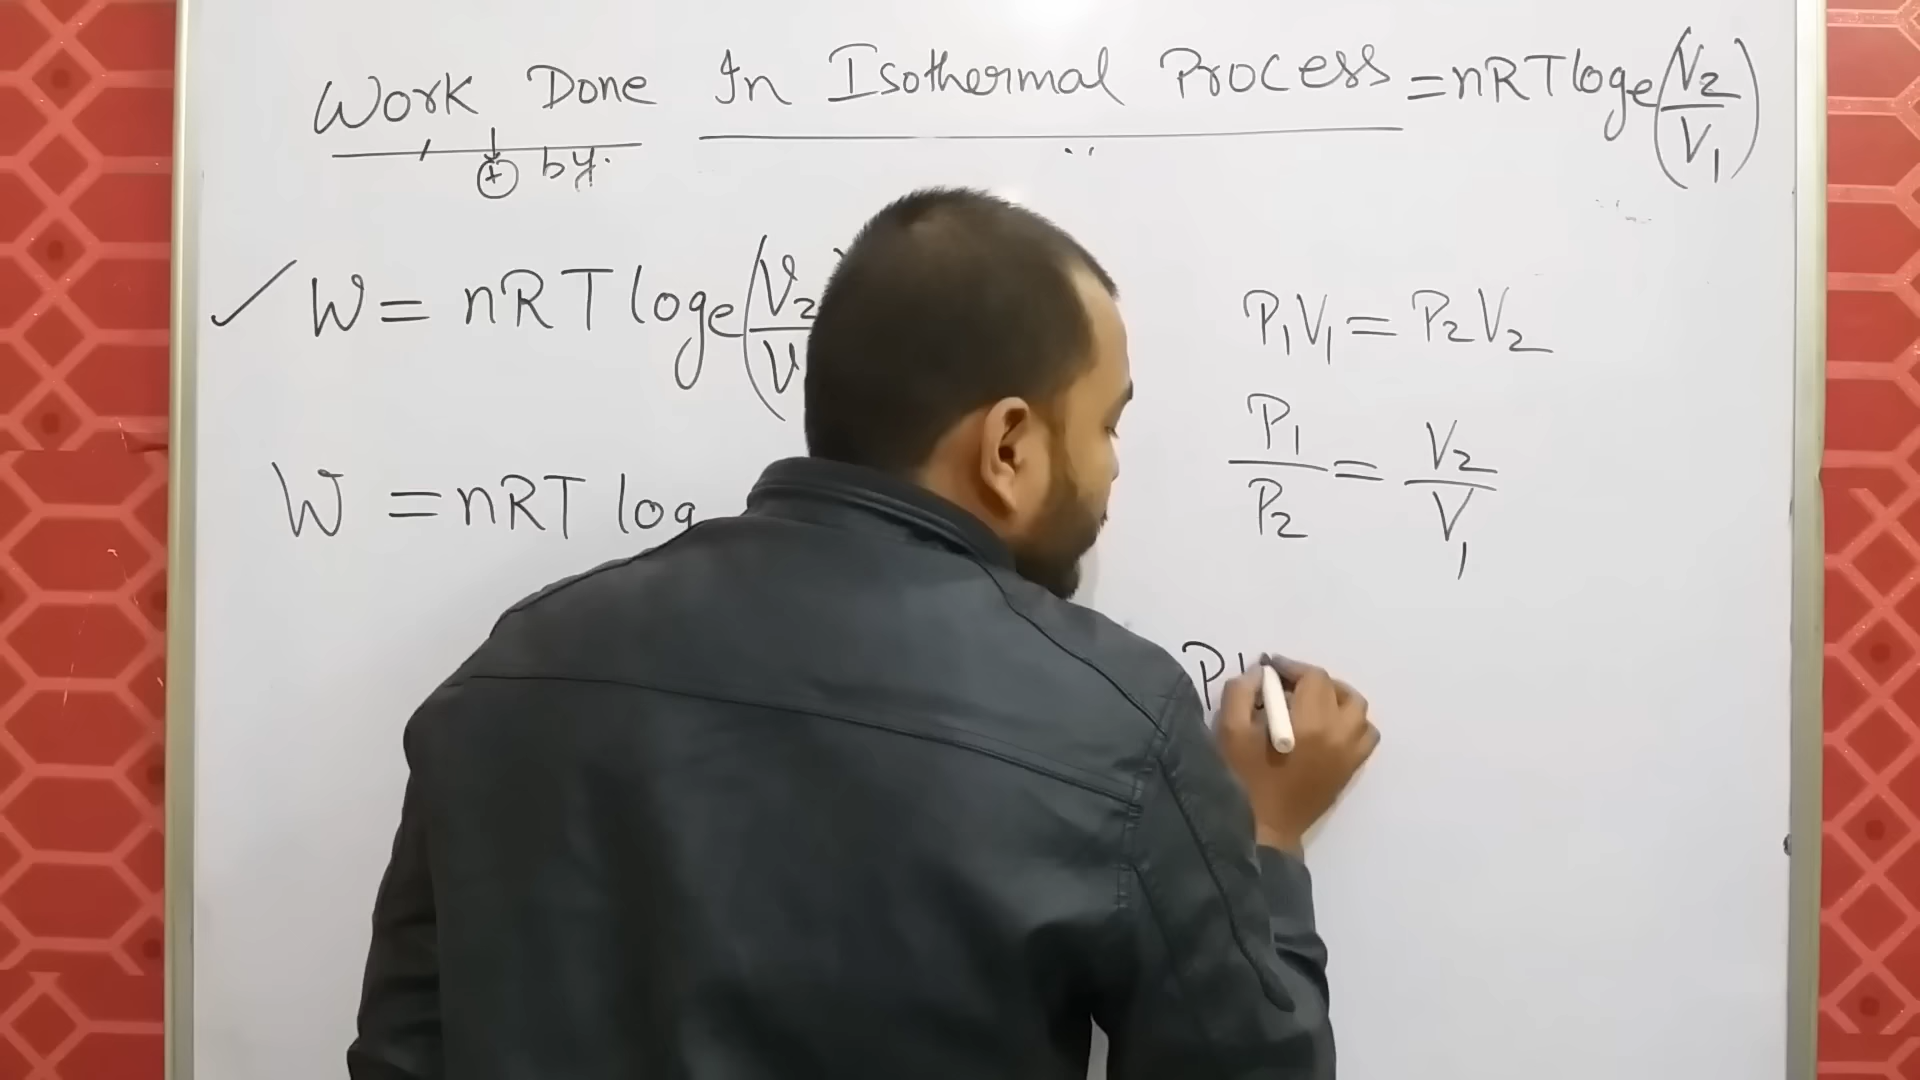 Work Done In Isothermal Process = nRT loge (V2/V1)
+ by.
W = nRT loge (V2/V
P1V1 = P2V2
P1/P2 = V2/V1
W = nRT log
P